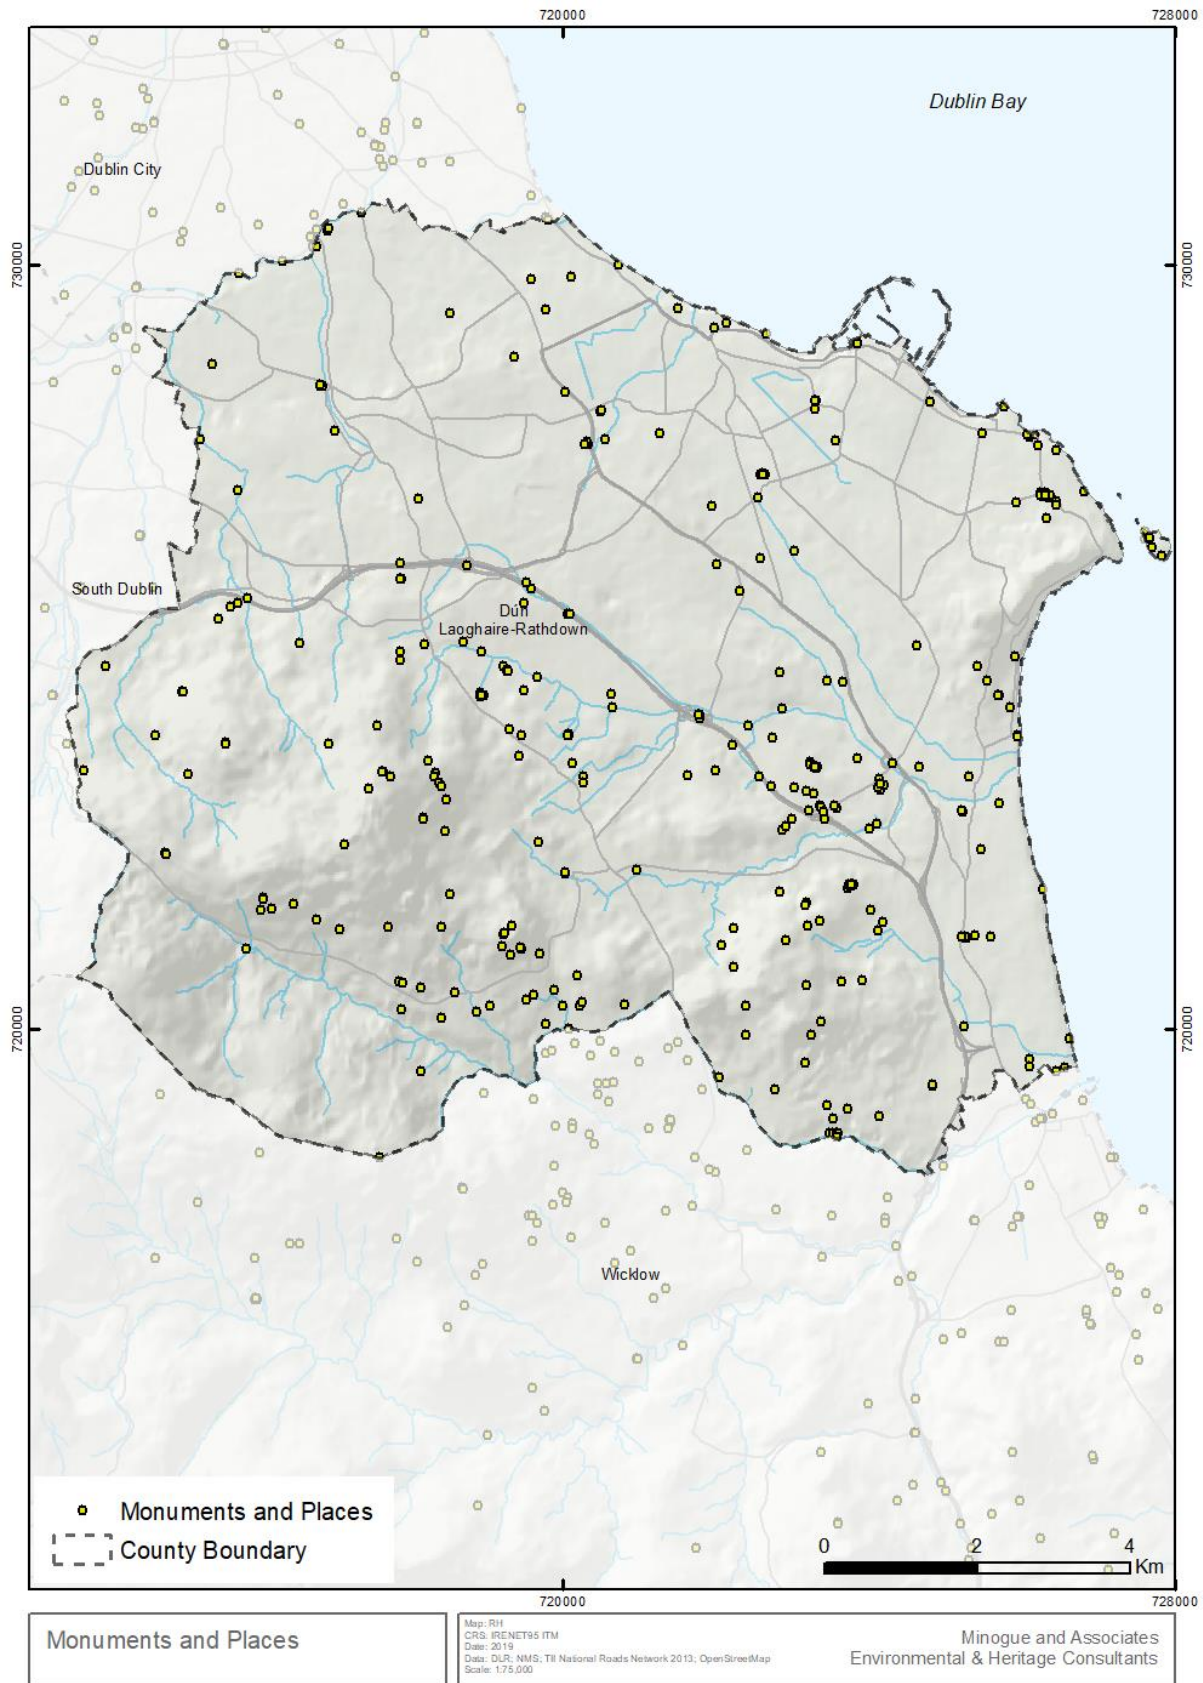 720000
728000
Dublin Bay
Dublin City
730000
730000
South Dublin
Dún
Laoghaire-Rathdown
720000
720000
Wicklow
Monuments and Places
County Boundary
0 2 4
Km
720000
728000
Monuments and Places
Map: RH
CRS: IRENET95 ITM
Date: 2019
Data: DLR; NMS; TII National Roads Network 2013; OpenStreetMap
Scale: 1:75,000
Minogue and Associates
Environmental & Heritage Consultants